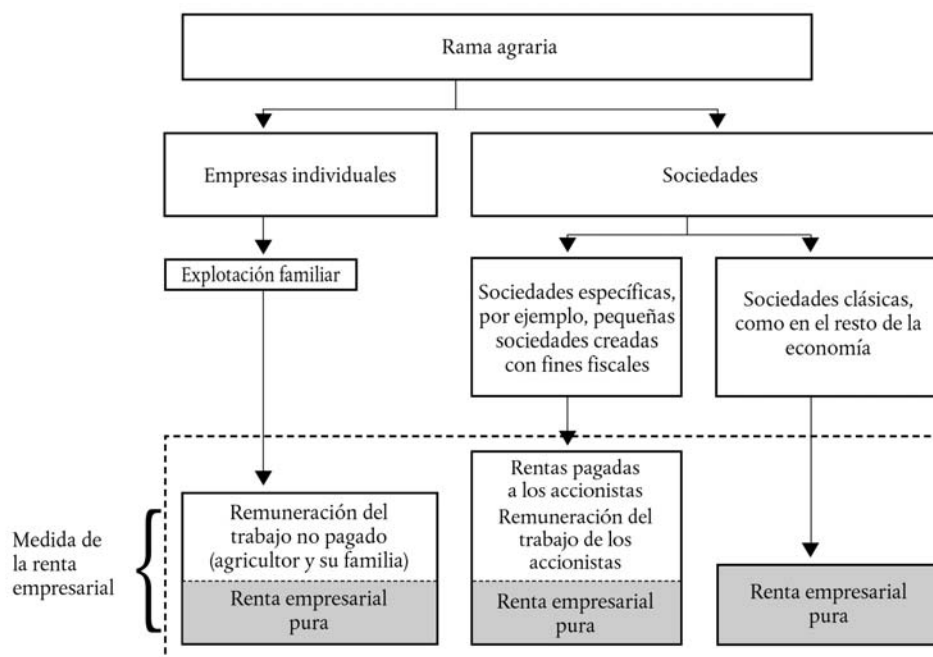 Rama agraria
Empresas individuales
Sociedades
Explotación familiar
Sociedades específicas,
por ejemplo, pequeñas
sociedades creadas
con fines fiscales
Sociedades clásicas,
como en el resto de la
economía
Medida de
la renta
empresarial
Remuneración del
trabajo no pagado
(agricultor y su familia)
Renta empresarial
pura
Rentas pagadas
a los accionistas
Remuneración del
trabajo de los
accionistas
Renta empresarial
pura
Renta empresarial
pura